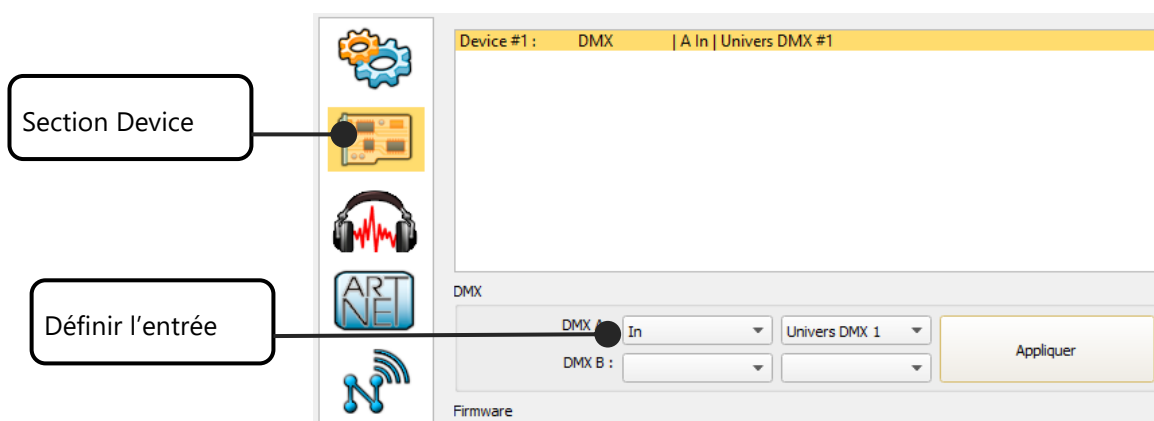 Device #1 : DMX | A In | Univers DMX #1
Section Device
ART
NET
DMX
Définir l'entrée
DMX A In Univers DMX 1
Appliquer
DMX B :
Firmware